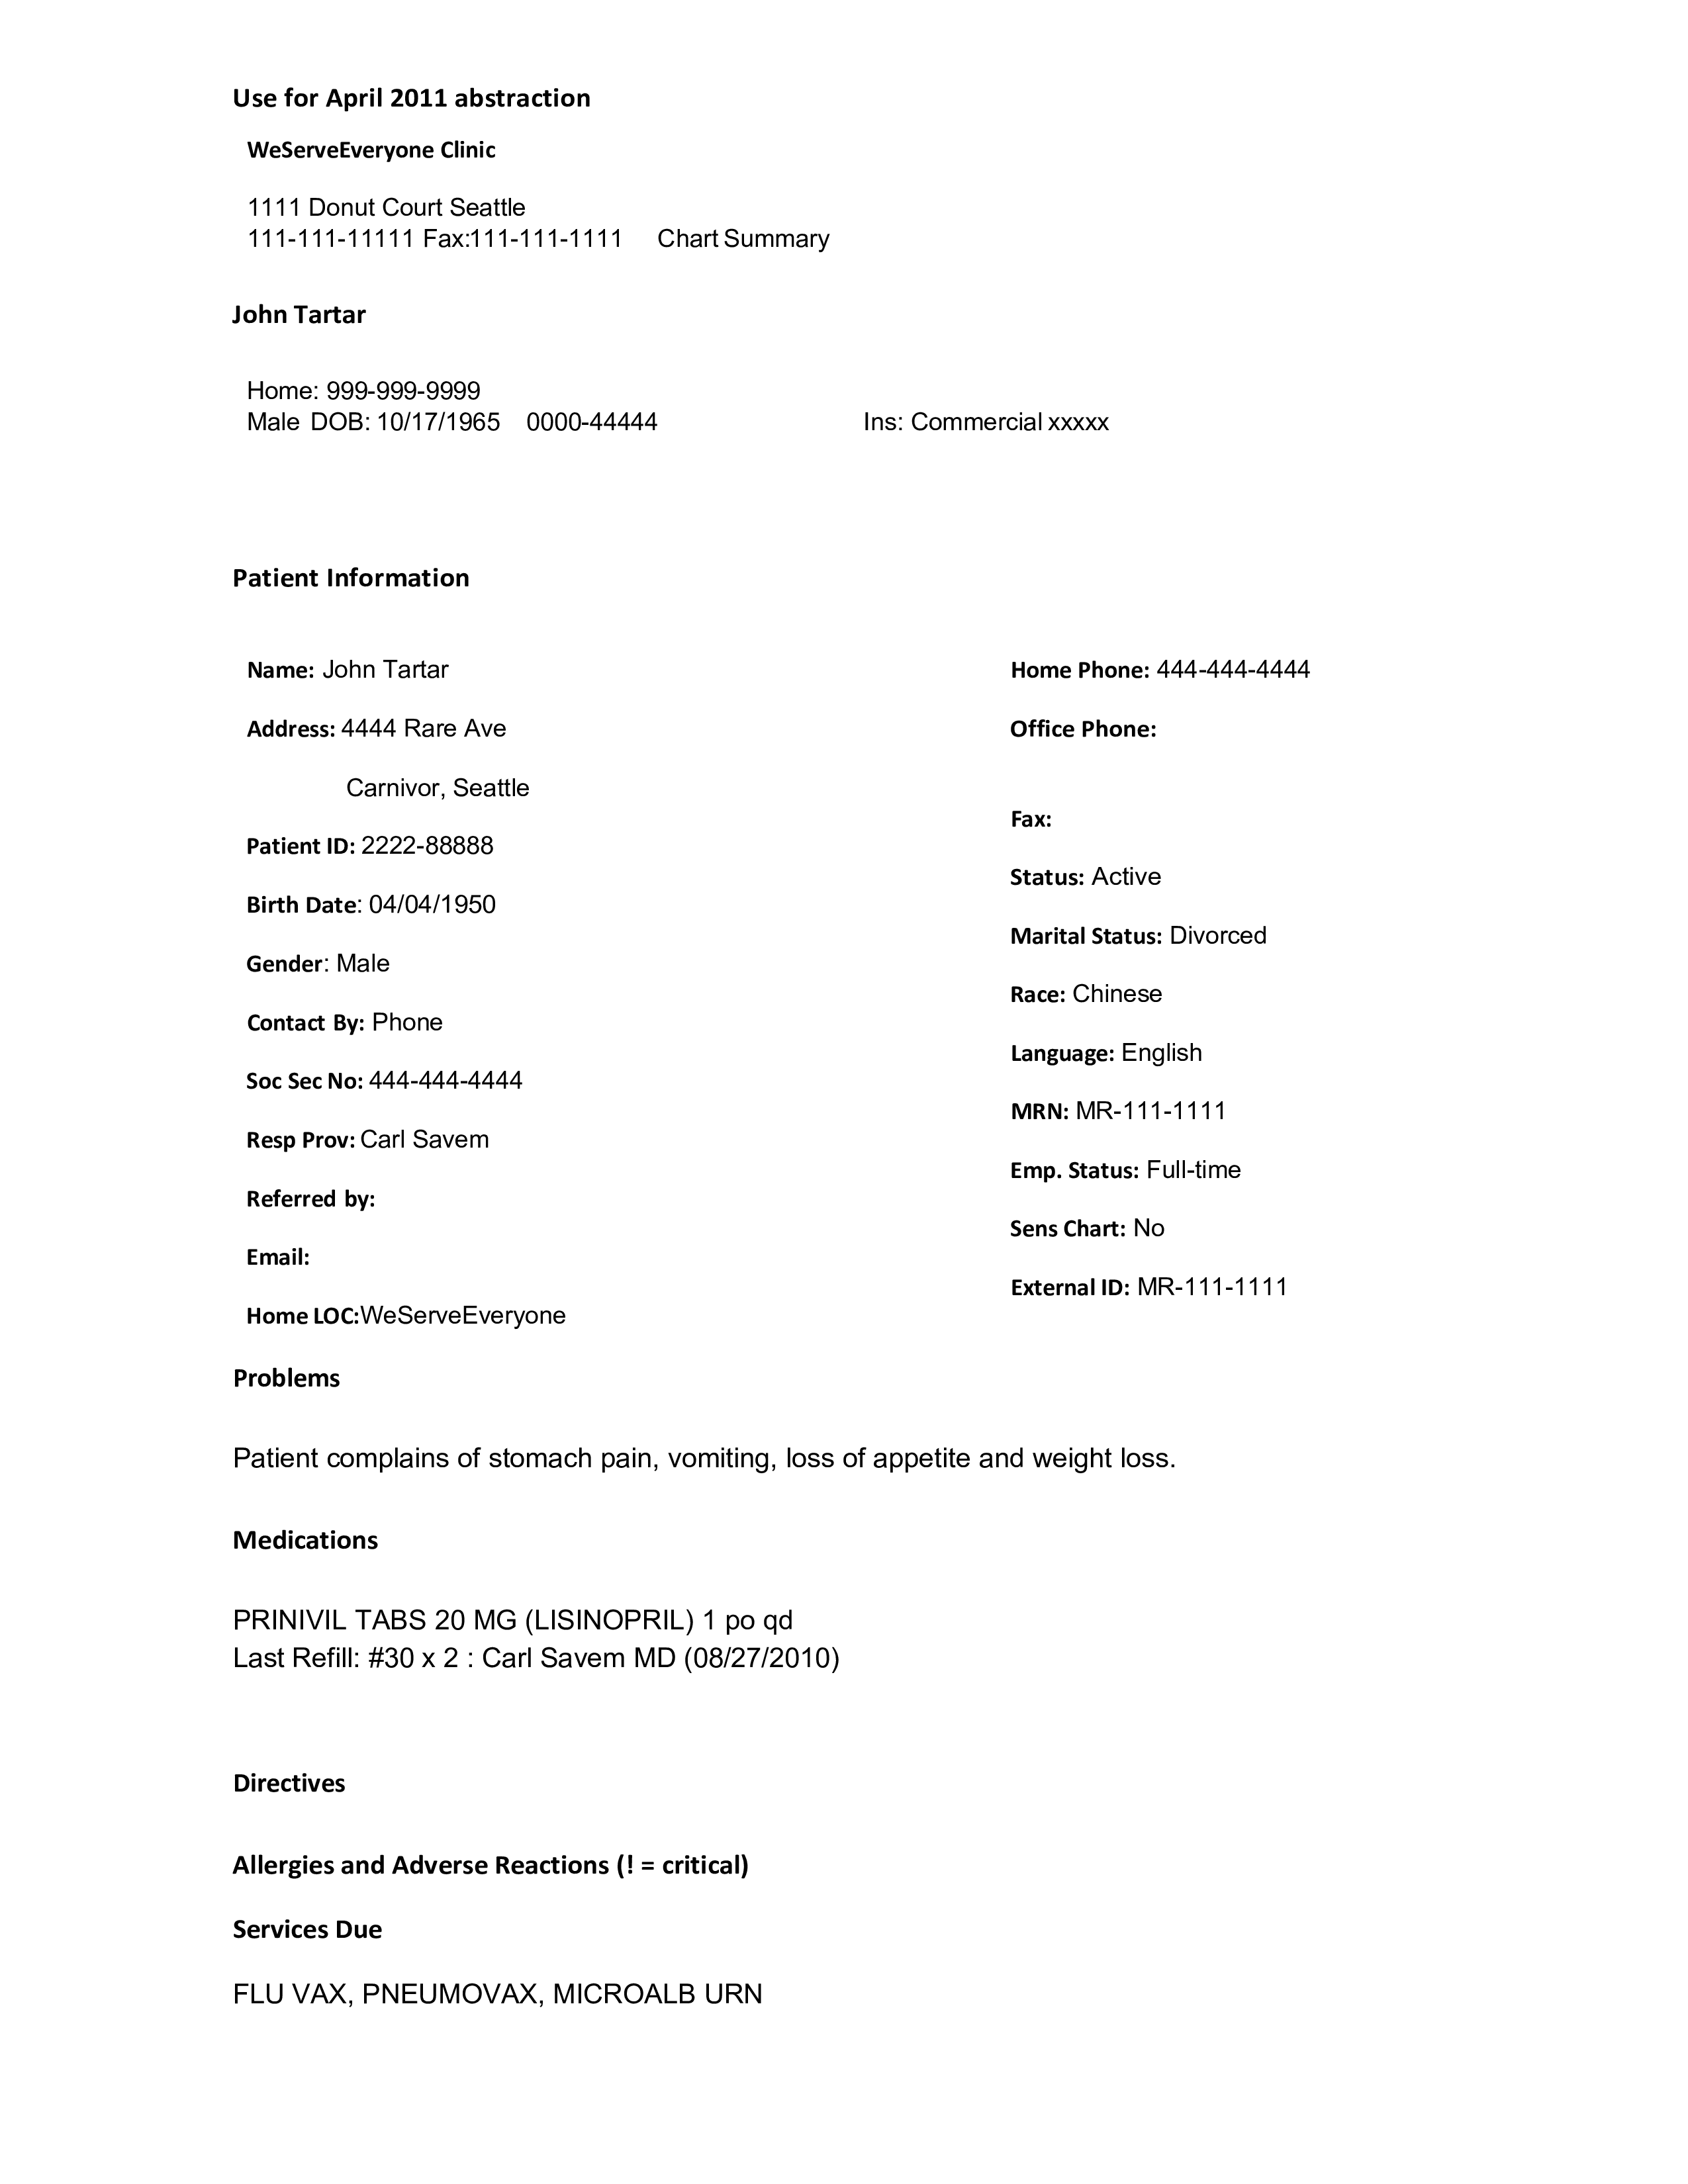 Use for April 2011 abstraction
WeServeEveryone Clinic
1111 Donut Court Seattle
111-111-11111 Fax:111-111-1111 Chart Summary
John Tartar
Home: 999-999-9999
Male DOB: 10/17/1965 0000-44444 Ins: Commercial xxxxx
Patient Information
Name: John Tartar
Address: 4444 Rare Ave
Carnivor, Seattle
Patient ID: 2222-88888
Birth Date: 04/04/1950
Gender: Male
Contact By: Phone
Soc Sec No: 444-444-4444
Resp Prov: Carl Savem
Referred by:
Email:
Home LOC:WeServeEveryone
Home Phone: 444-444-4444
Office Phone:
Fax:
Status: Active
Marital Status: Divorced
Race: Chinese
Language: English
MRN: MR-111-1111
Emp. Status: Full-time
Sens Chart: No
External ID: MR-111-1111
Problems
Patient complains of stomach pain, vomiting, loss of appetite and weight loss.
Medications
PRINIVIL TABS 20 MG (LISINOPRIL) 1 po qd
Last Refill: #30 x 2 : Carl Savem MD (08/27/2010)
Directives
Allergies and Adverse Reactions (! = critical)
Services Due
FLU VAX, PNEUMOVAX, MICROALB URN